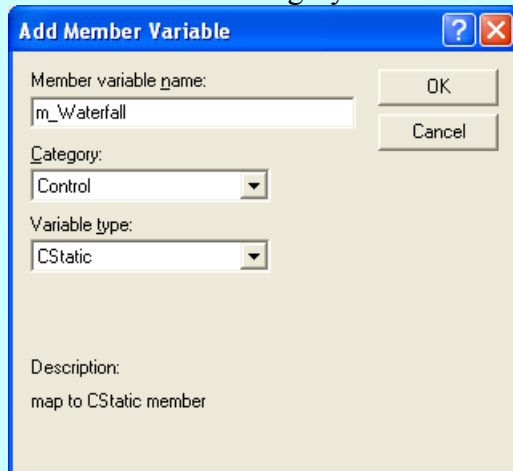 Add Member Variable
Member variable name:
m_Waterfall
OK
Cancel
Category:
Control
Variable type:
CStatic
Description:
map to CStatic member